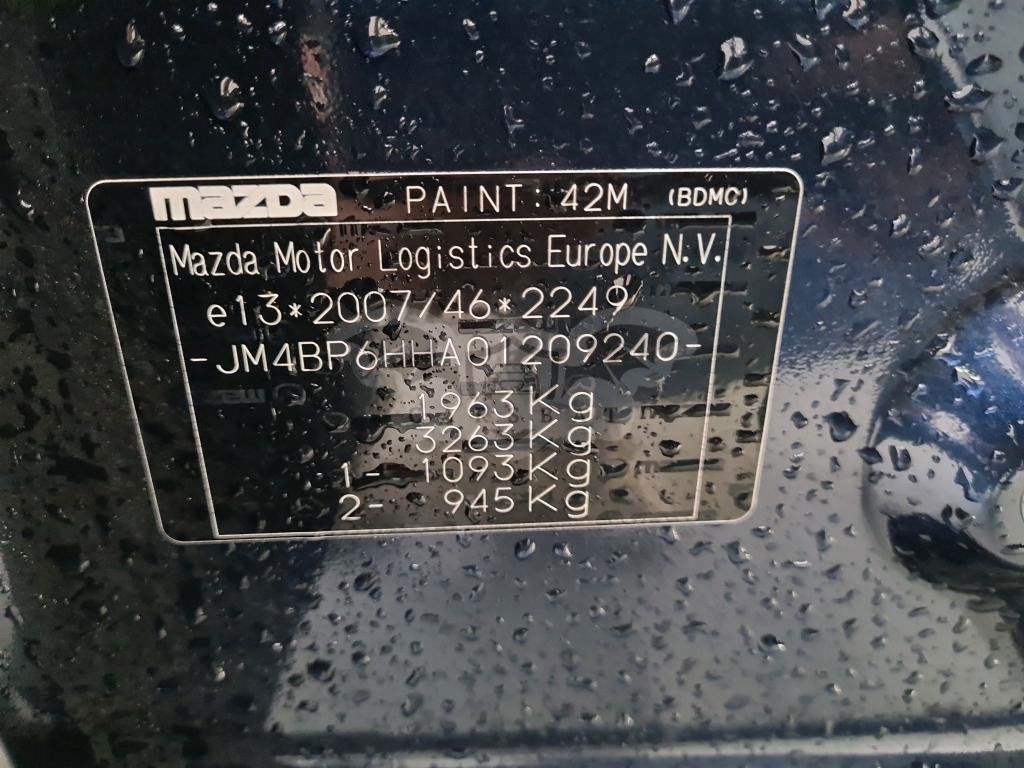 mazda PAINT: 42M (BDMC)
Mazda Motor Logistics Europe N.V.
e13*2007/46*2249
-JM4BP6HHA01209240-
1963 Kg
3263 Kg
1- 1093 Kg
2- 945 Kg